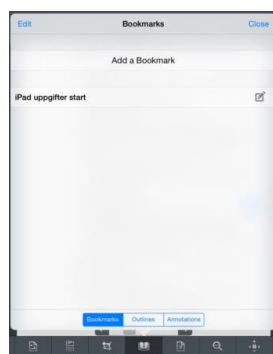 Edit Bookmarks Close
Add a Bookmark
iPad uppgifter start
Bookmarks Outlines Annotations